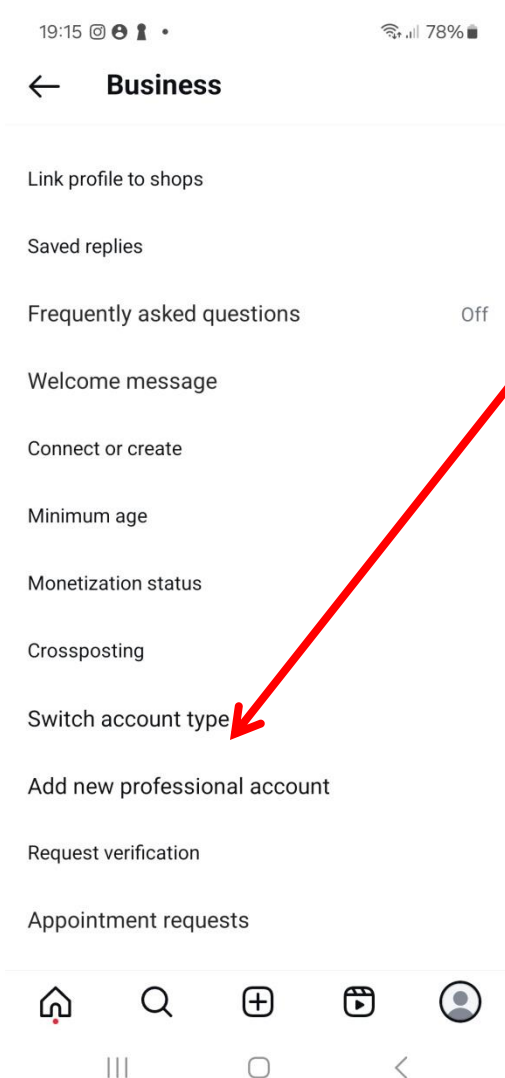 19:15 78%
Business
Link profile to shops
Saved replies
Frequently asked questions Off
Welcome message
Connect or create
Minimum age
Monetization status
Crossposting
Switch account type
Add new professional account
Request verification
Appointment requests